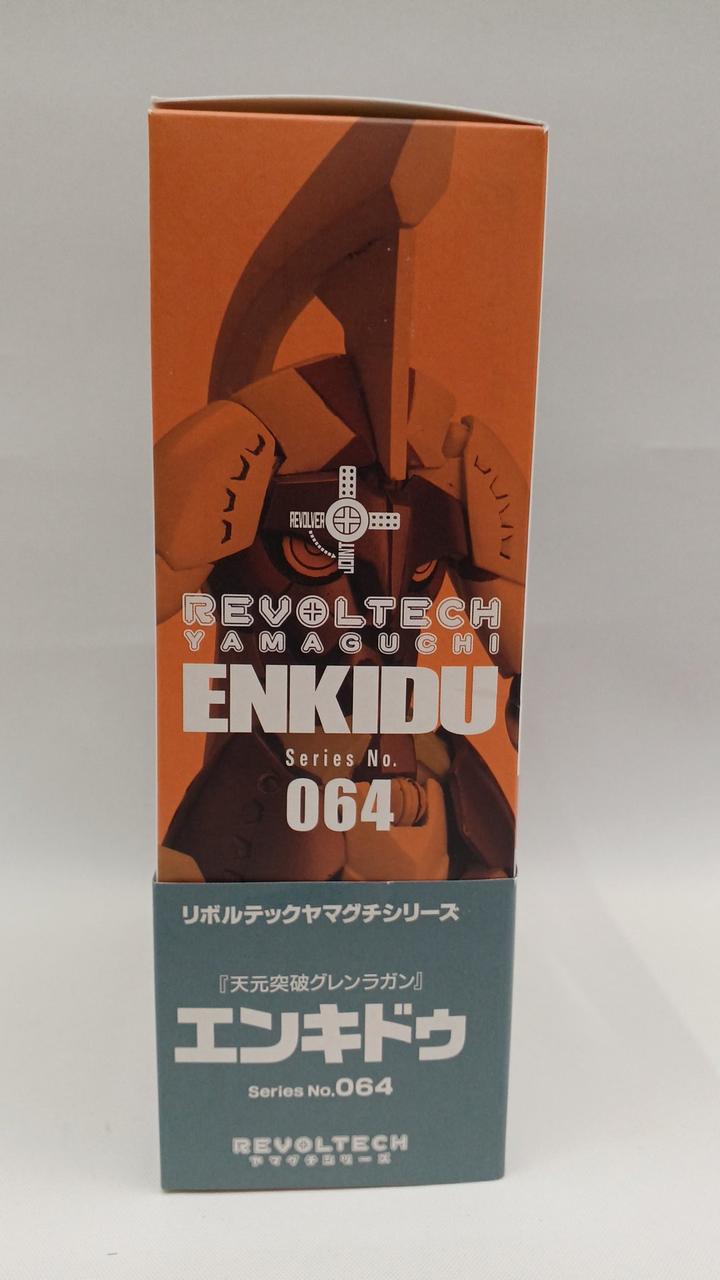 REVOLVER
JOINT
REVOLTECH
YAMAGUCHI
ENKIDU
Series No.
064
リボルテックヤマグチシリーズ
『天元突破グレンラガン』
エンキドゥ
Series No.064
REVOLTECH
ヤマグチシリーズ